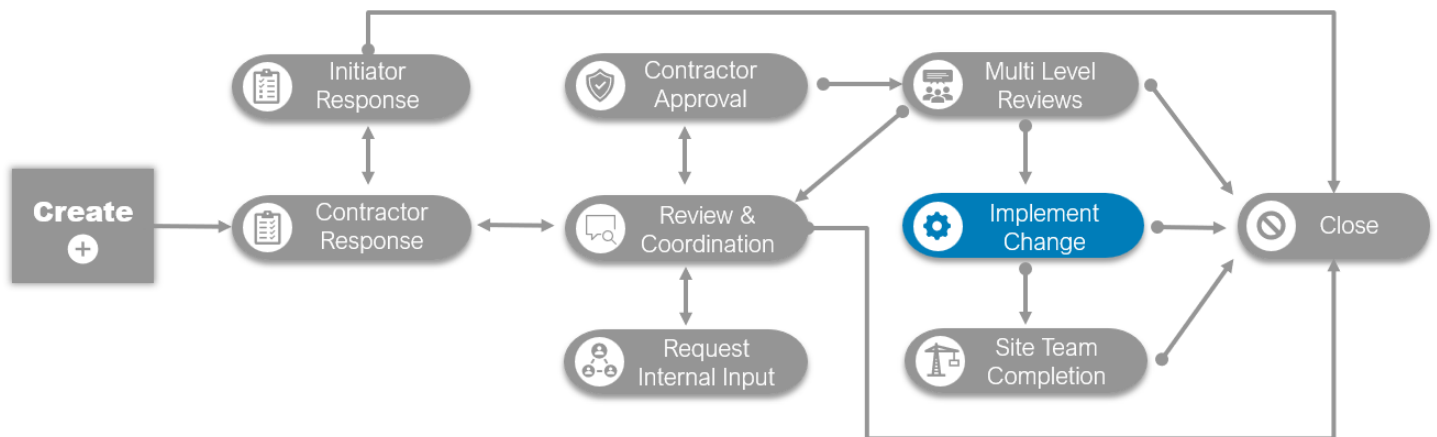 Initiator
Response
Contractor
Approval
Multi Level
Reviews
Create
Contractor
Response
Review &
Coordination
Implement
Change
Close
Request
Internal Input
Site Team
Completion